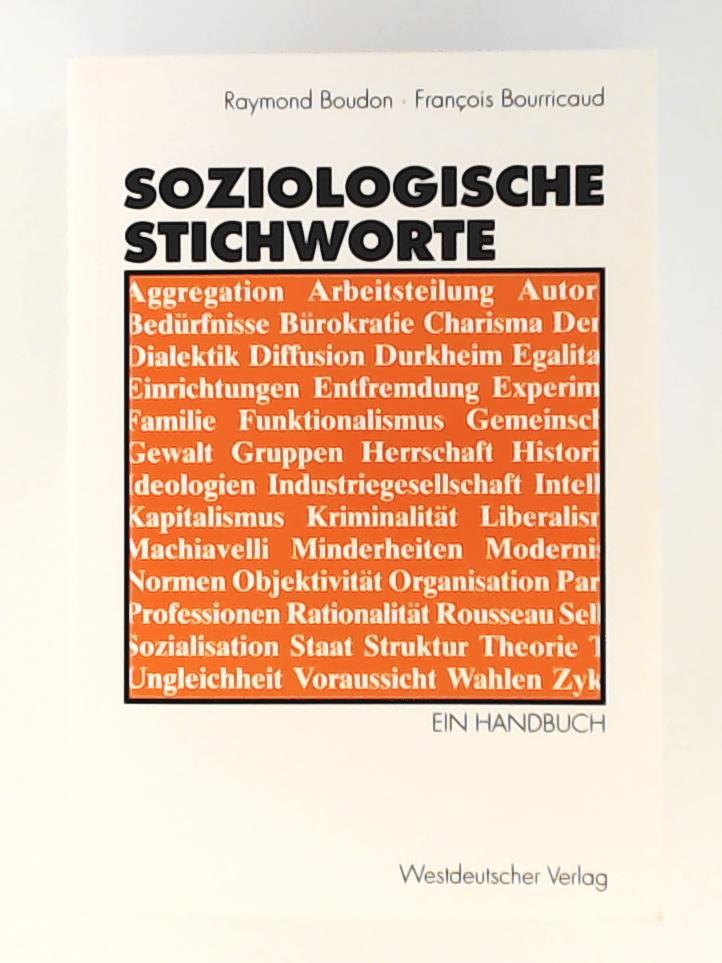 Raymond Boudon · François Bourricaud
SOZIOLOGISCHE
STICHWORTE
Aggregation Arbeitsteilung Autor
Bedürfnisse Bürokratie Charisma Der
Dialektik Diffusion Durkheim Egalita
Einrichtungen Entfremdung Experim
Familie Funktionalismus Gemeinsch
Gewalt Gruppen Herrschaft Histori
Ideologien Industriegesellschaft Intell
Kapitalismus Kriminalität Liberalism
Machiavelli Minderheiten Modernis
Normen Objektivität Organisation Par
Professionen Rationalität Rousseau Sell
Sozialisation Staat Struktur Theorie
Ungleichheit Voraussicht Wahlen Zyk
EIN HANDBUCH
Westdeutscher Verlag